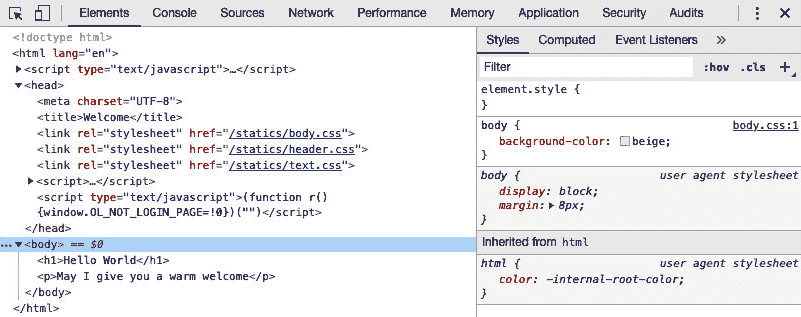 Elements Console Sources Network Performance Memory Application Security Audits
<!doctype html>
<html lang="en">
<script type="text/javascript">…</script>
<head>
<meta charset="UTF-8">
<title>Welcome</title>
<link rel="stylesheet" href="/statics/body.css">
<link rel="stylesheet" href="/statics/header.css">
<link rel="stylesheet" href="/statics/text.css">
<script>…</script>
<script type="text/javascript">(function r()
{window.OL_NOT_LOGIN_PAGE=!0})("")</script>
</head>
<body> == $0
<h1>Hello World</h1>
<p>May I give you a warm welcome</p>
</body>
</html>
Styles Computed Event Listeners »
Filter :hov .cls +
element.style {
}
body { body.css:1
background-color: beige;
}
body { user agent stylesheet
display: block;
margin: 8px;
}
Inherited from html
html { user agent stylesheet
color: -internal-root-color;
}